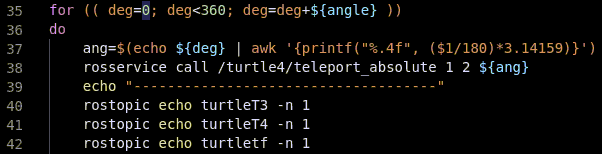 35 for (( deg=0; deg<360; deg=deg+${angle} ))
36 do
37 ang=$(echo ${deg} | awk '{printf("%.4f", ($1/180)*3.14159)}')
38 rosservice call /turtle4/teleport_absolute 1 2 ${ang}
39 echo "------------------------------------"
40 rostopic echo turtleT3 -n 1
41 rostopic echo turtleT4 -n 1
42 rostopic echo turtletf -n 1